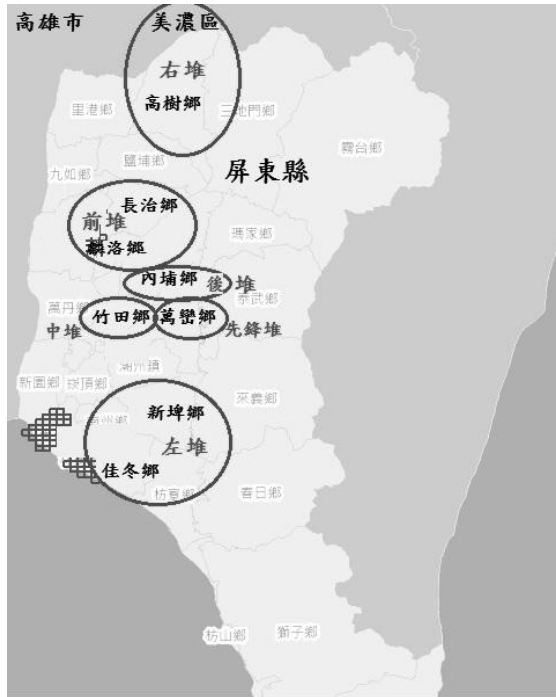 高雄市
美濃區
右堆
高樹鄉
里港鄉
三地門鄉
霧台鄉
鹽埔鄉
九如鄉
屏東縣
長治鄉
前堆
麟洛鄉
瑪家鄉
內埔鄉
後堆
泰武鄉
萬丹鄉
竹田鄉
萬巒鄉
中堆
先鋒堆
潮州鎮
新園鄉
崁頂鄉
來義鄉
新埤鄉
左堆
佳冬鄉
枋寮鄉
春日鄉
枋山鄉
獅子鄉